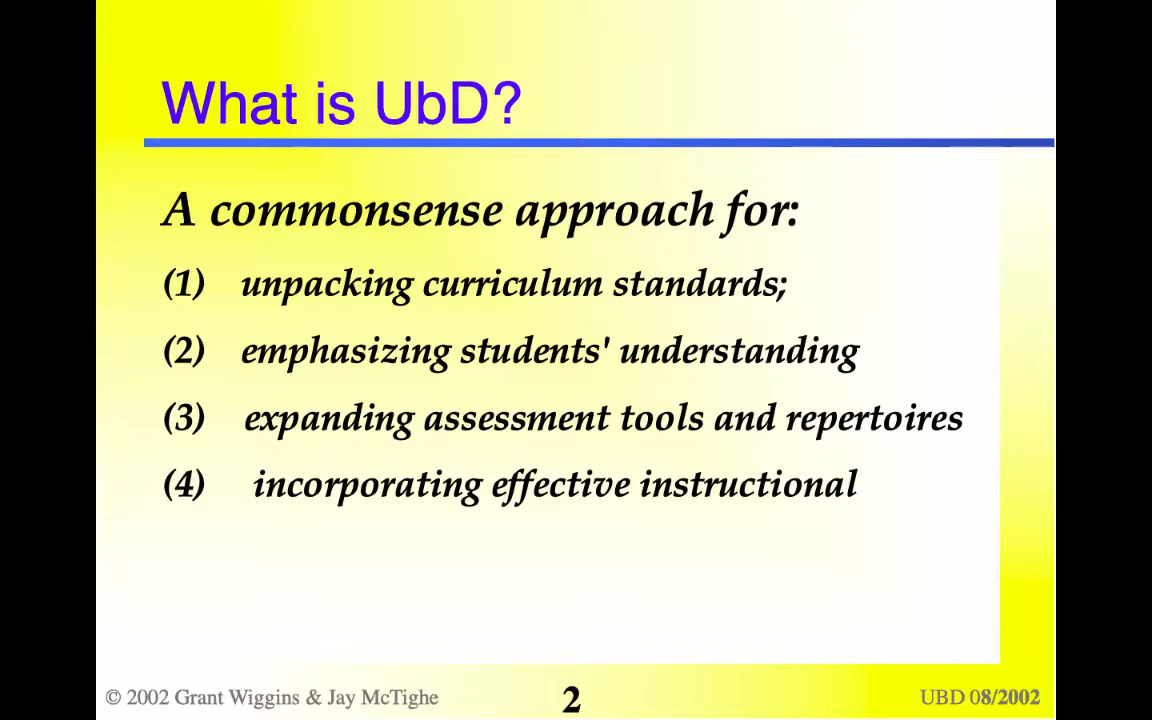 What is UbD?
A commonsense approach for:
(1) unpacking curriculum standards;
(2) emphasizing students' understanding
(3) expanding assessment tools and repertoires
(4) incorporating effective instructional
© 2002 Grant Wiggins & Jay McTighe
2
UBD 08/2002